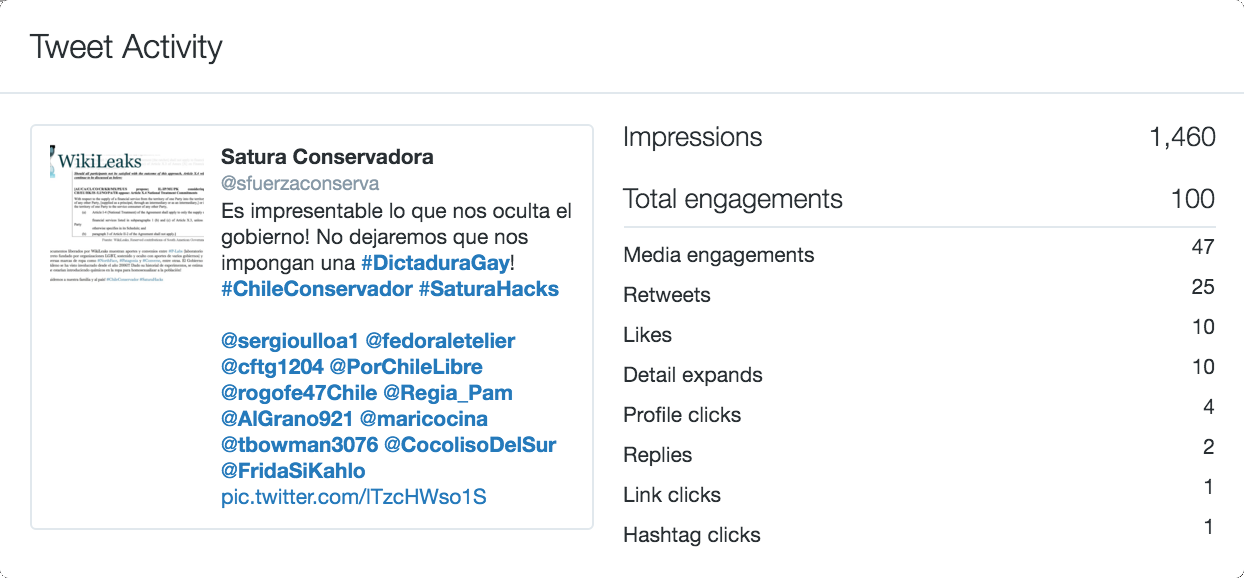 Tweet Activity
WikiLeaks
Satura Conservadora
@sfuerzaconserva
Es impresentable lo que nos oculta el
gobierno! No dejaremos que nos
impongan una #DictaduraGay!
#ChileConservador #SaturaHacks
@sergioulloa1 @fedoraletelier
@cftg1204 @PorChileLibre
@rogofe47Chile @Regia_Pam
@AlGrano921 @maricocina
@tbowman3076 @CocolisoDelSur
@FridaSiKahlo
pic.twitter.com/lTzcHWso1S
Impressions 1,460
Total engagements 100
Media engagements 47
Retweets 25
Likes 10
Detail expands 10
Profile clicks 4
Replies 2
Link clicks 1
Hashtag clicks 1